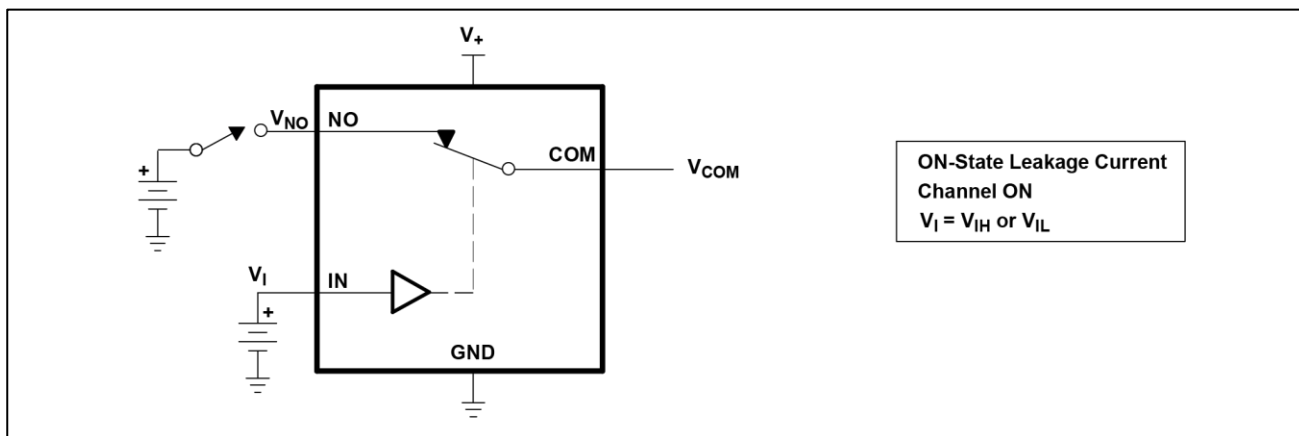 V+
VNO
NO
COM
VCOM
+
VI
IN
+
GND
ON-State Leakage Current
Channel ON
VI = VIH or VIL